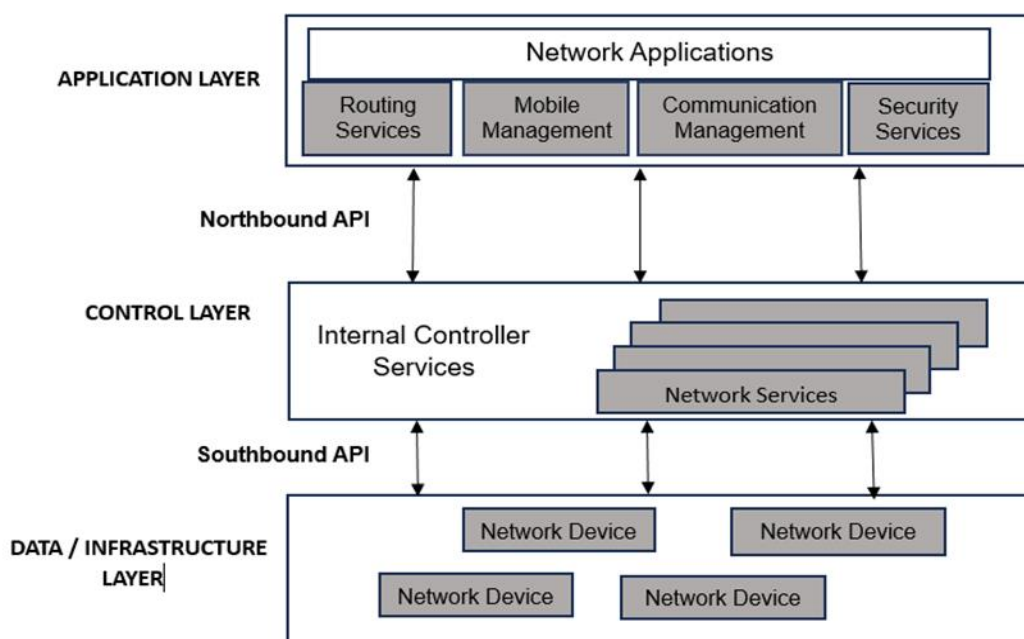 Network Applications
APPLICATION LAYER
Routing
Services
Mobile
Management
Communication
Management
Security
Services
Northbound API
CONTROL LAYER
Internal Controller
Services
Network Services
Southbound API
DATA / INFRASTRUCTURE
LAYER
Network Device
Network Device
Network Device
Network Device